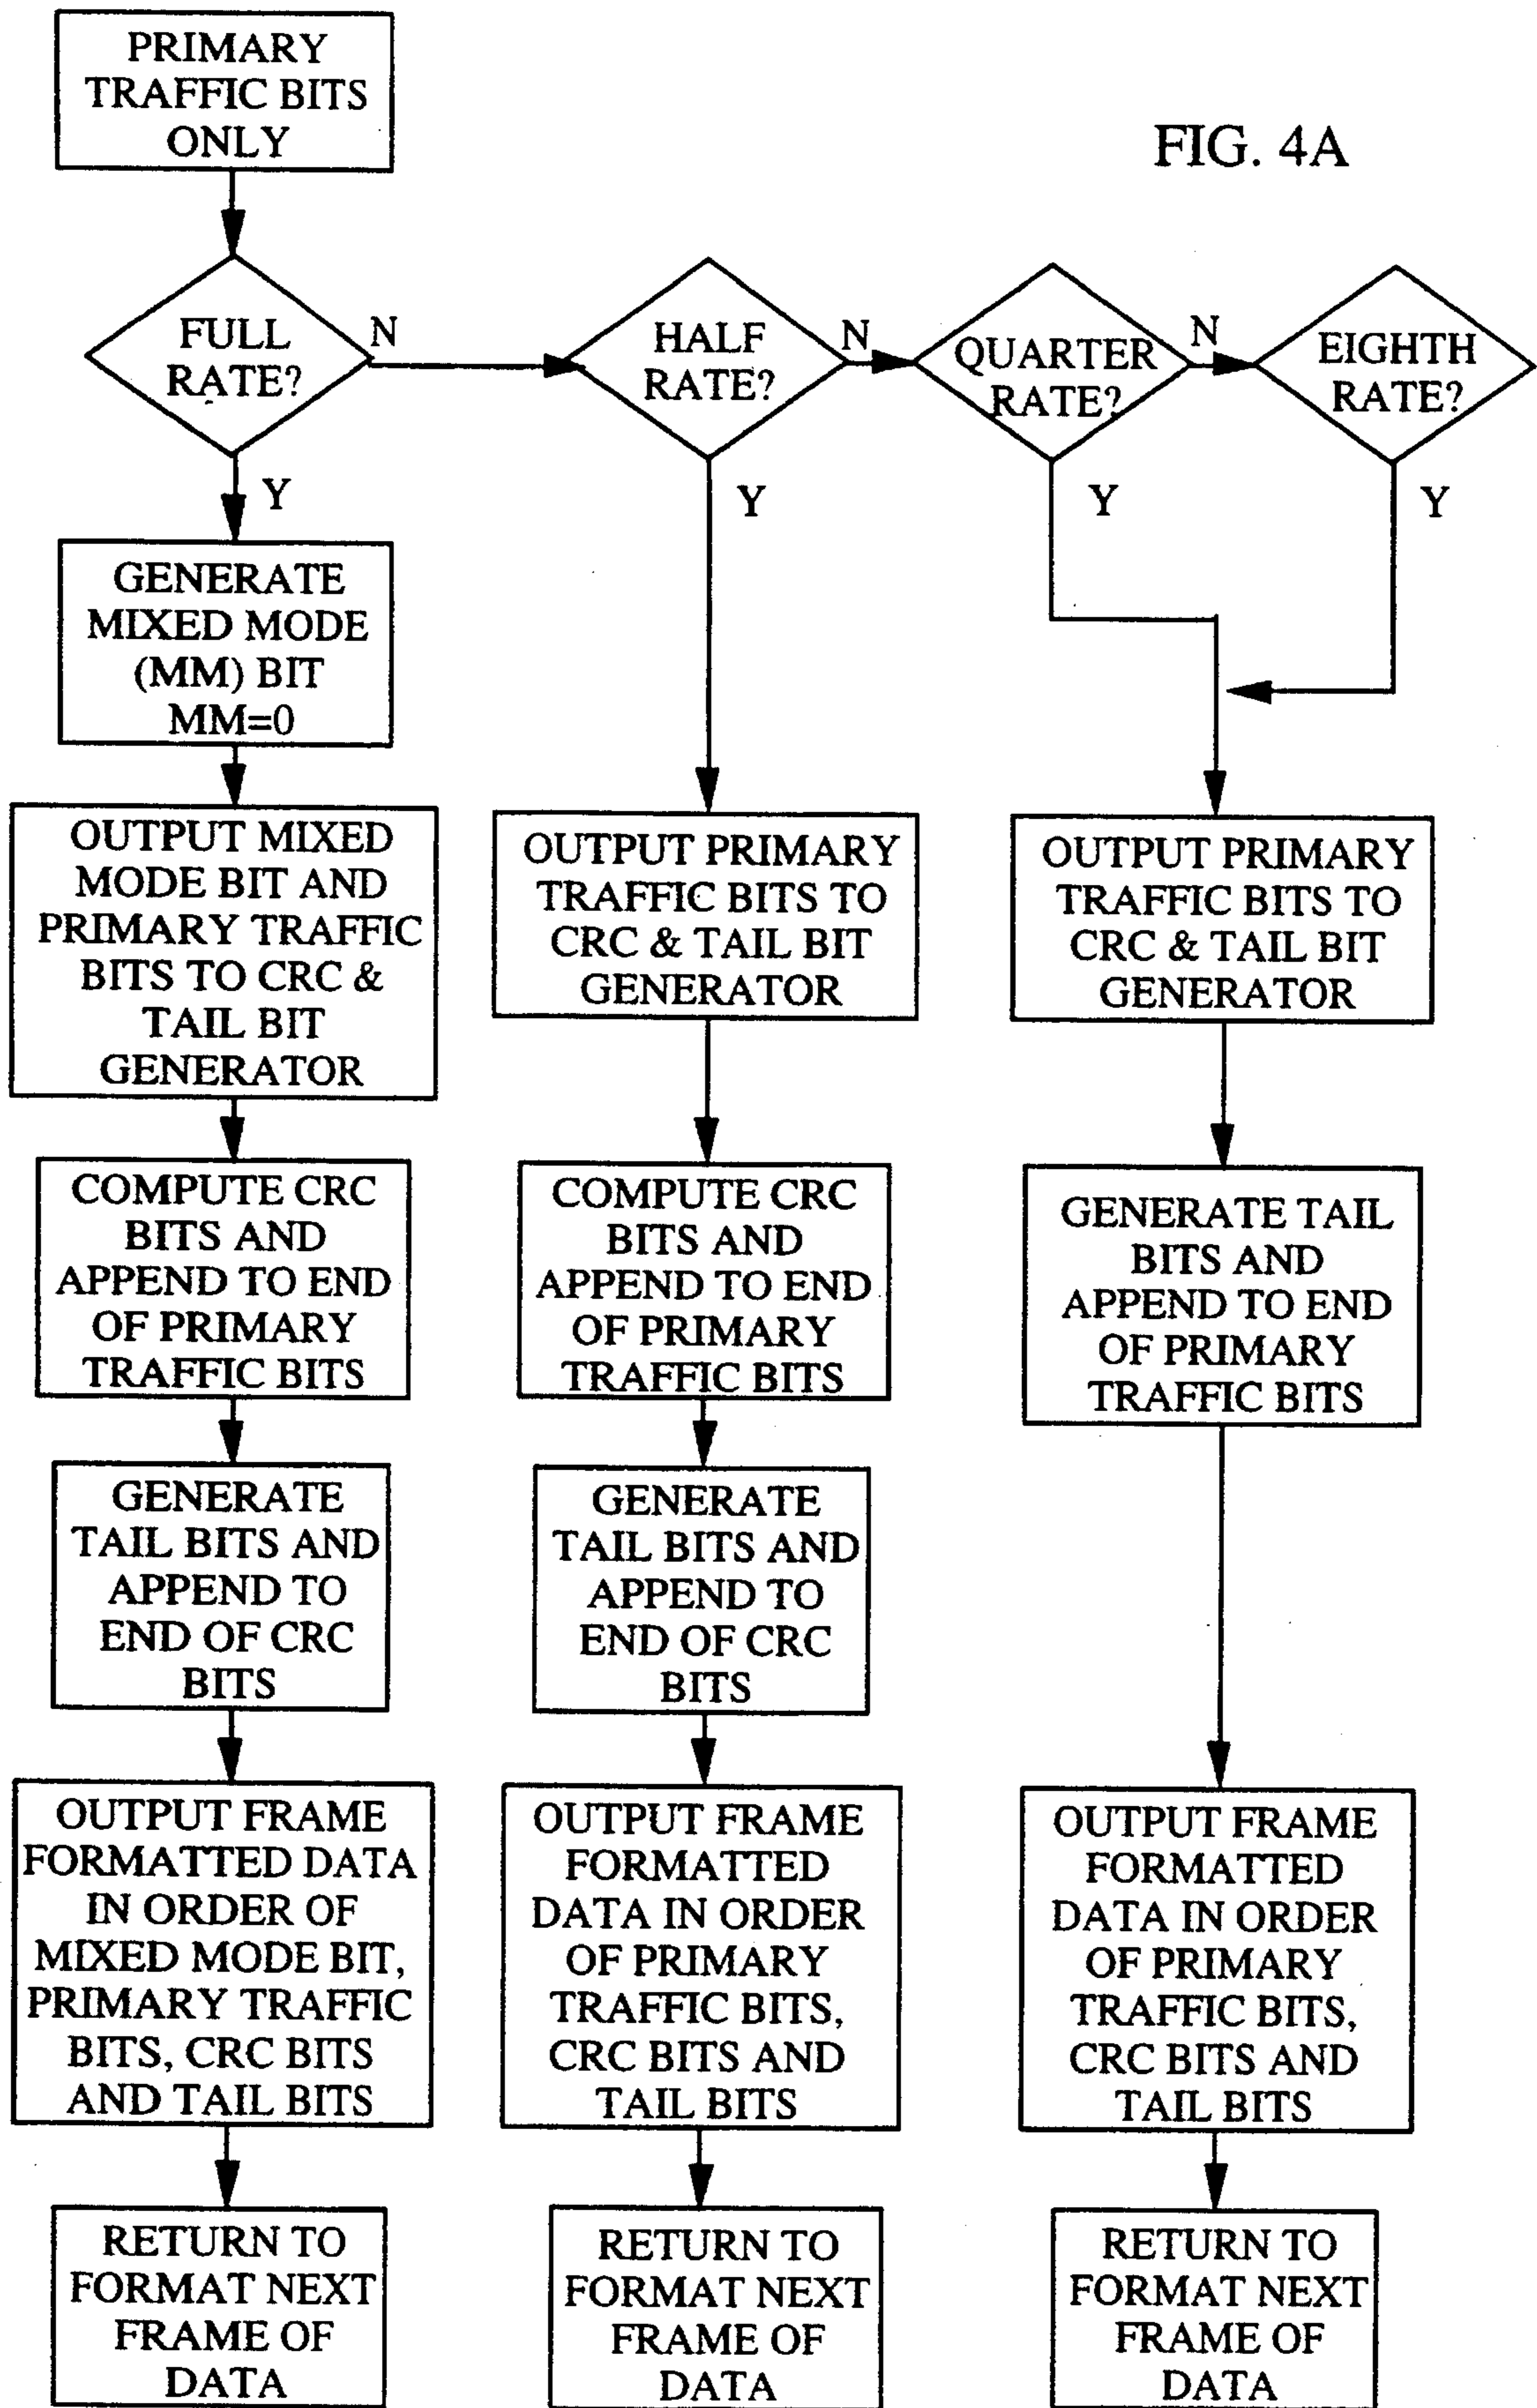 PRIMARY
TRAFFIC BITS
ONLY
FIG. 4A
FULL
RATE?
N
HALF
RATE?
N
QUARTER
RATE?
N
EIGHTH
RATE?
Y
Y
Y
Y
GENERATE
MIXED MODE
(MM) BIT
MM=0
OUTPUT MIXED
MODE BIT AND
PRIMARY TRAFFIC
BITS TO CRC &
TAIL BIT
GENERATOR
COMPUTE CRC
BITS AND
APPEND TO END
OF PRIMARY
TRAFFIC BITS
GENERATE
TAIL BITS AND
APPEND TO
END OF CRC
BITS
OUTPUT FRAME
FORMATTED DATA
IN ORDER OF
MIXED MODE BIT,
PRIMARY TRAFFIC
BITS, CRC BITS
AND TAIL BITS
RETURN TO
FORMAT NEXT
FRAME OF
DATA
OUTPUT PRIMARY
TRAFFIC BITS TO
CRC & TAIL BIT
GENERATOR
COMPUTE CRC
BITS AND
APPEND TO END
OF PRIMARY
TRAFFIC BITS
GENERATE
TAIL BITS AND
APPEND TO
END OF CRC
BITS
OUTPUT FRAME
FORMATTED
DATA IN ORDER
OF PRIMARY
TRAFFIC BITS,
CRC BITS AND
TAIL BITS
RETURN TO
FORMAT NEXT
FRAME OF
DATA
OUTPUT PRIMARY
TRAFFIC BITS TO
CRC & TAIL BIT
GENERATOR
GENERATE TAIL
BITS AND
APPEND TO END
OF PRIMARY
TRAFFIC BITS
OUTPUT FRAME
FORMATTED
DATA IN ORDER
OF PRIMARY
TRAFFIC BITS,
CRC BITS AND
TAIL BITS
RETURN TO
FORMAT NEXT
FRAME OF
DATA